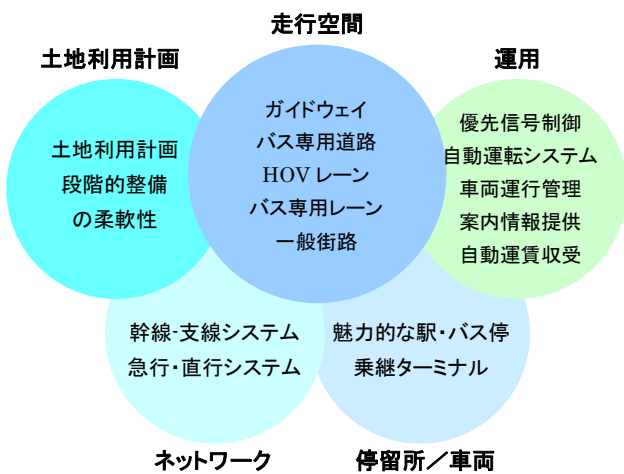 走行空間
土地利用計画
運用
土地利用計画
段階的整備
の柔軟性
ガイドウェイ
バス専用道路
HOV レーン
バス専用レーン
一般街路
優先信号制御
自動運転システム
車両運行管理
案内情報提供
自動運賃収受
幹線-支線システム
急行・直行システム
魅力的な駅・バス停
乗継ターミナル
ネットワーク
停留所／車両